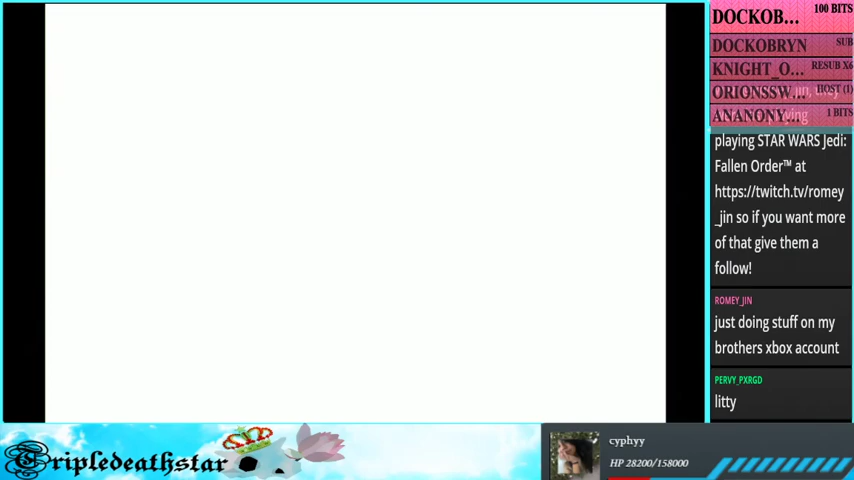 DOCKOB... 100 BITS
DOCKOBRYN SUB
KNIGHT_O... RESUB X6
ORIONSSW... HOST (1)
ANANONY... 1 BITS
playing STAR WARS Jedi:
Fallen Order™ at
https://twitch.tv/romey
_jin so if you want more
of that give them a
follow!
ROMEY_JIN
just doing stuff on my
brothers xbox account
PERVY_PXRGD
litty
Tripledeathstar
cyphyy
HP 28200/158000